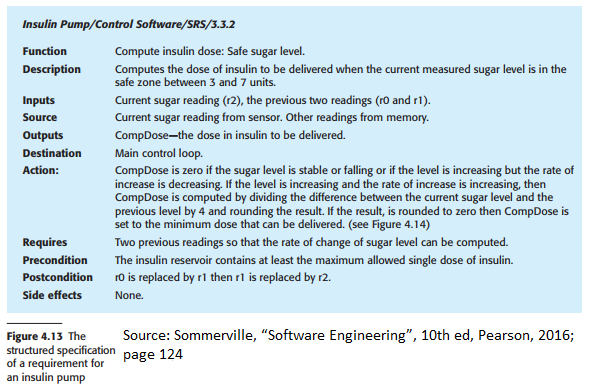 Insulin Pump/Control Software/SRS/3.3.2
Function Compute insulin dose: Safe sugar level.
Description Computes the dose of insulin to be delivered when the current measured sugar level is in the
safe zone between 3 and 7 units.
Inputs Current sugar reading (r2), the previous two readings (r0 and r1).
Source Current sugar reading from sensor. Other readings from memory.
Outputs CompDose—the dose in insulin to be delivered.
Destination Main control loop.
Action: CompDose is zero if the sugar level is stable or falling or if the level is increasing but the rate of
increase is decreasing. If the level is increasing and the rate of increase is increasing, then
CompDose is computed by dividing the difference between the current sugar level and the
previous level by 4 and rounding the result. If the result, is rounded to zero then CompDose is
set to the minimum dose that can be delivered. (see Figure 4.14)
Requires Two previous readings so that the rate of change of sugar level can be computed.
Precondition The insulin reservoir contains at least the maximum allowed single dose of insulin.
Postcondition r0 is replaced by r1 then r1 is replaced by r2.
Side effects None.
Figure 4.13 The
structured specification
of a requirement for
an insulin pump
Source: Sommerville, “Software Engineering”, 10th ed, Pearson, 2016;
page 124